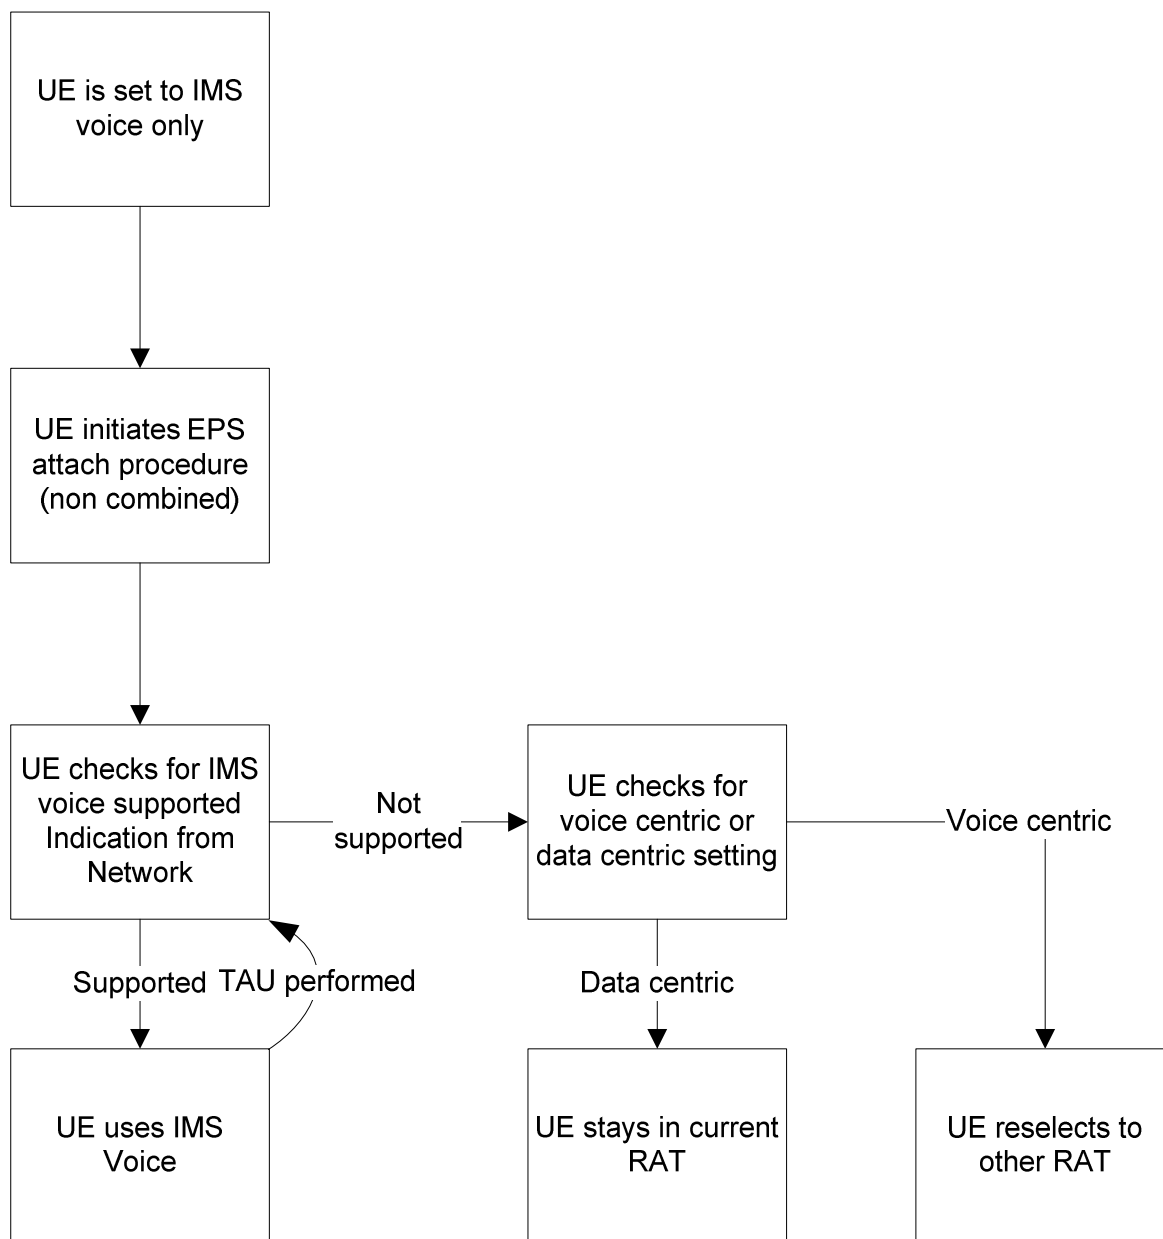 UE is set to IMS
voice only
UE initiates EPS
attach procedure
(non combined)
UE checks for IMS
voice supported
Indication from
Network
Not
supported
UE checks for
voice centric or
data centric setting
Voice centric
Supported
TAU performed
Data centric
UE uses IMS
Voice
UE stays in current
RAT
UE reselects to
other RAT